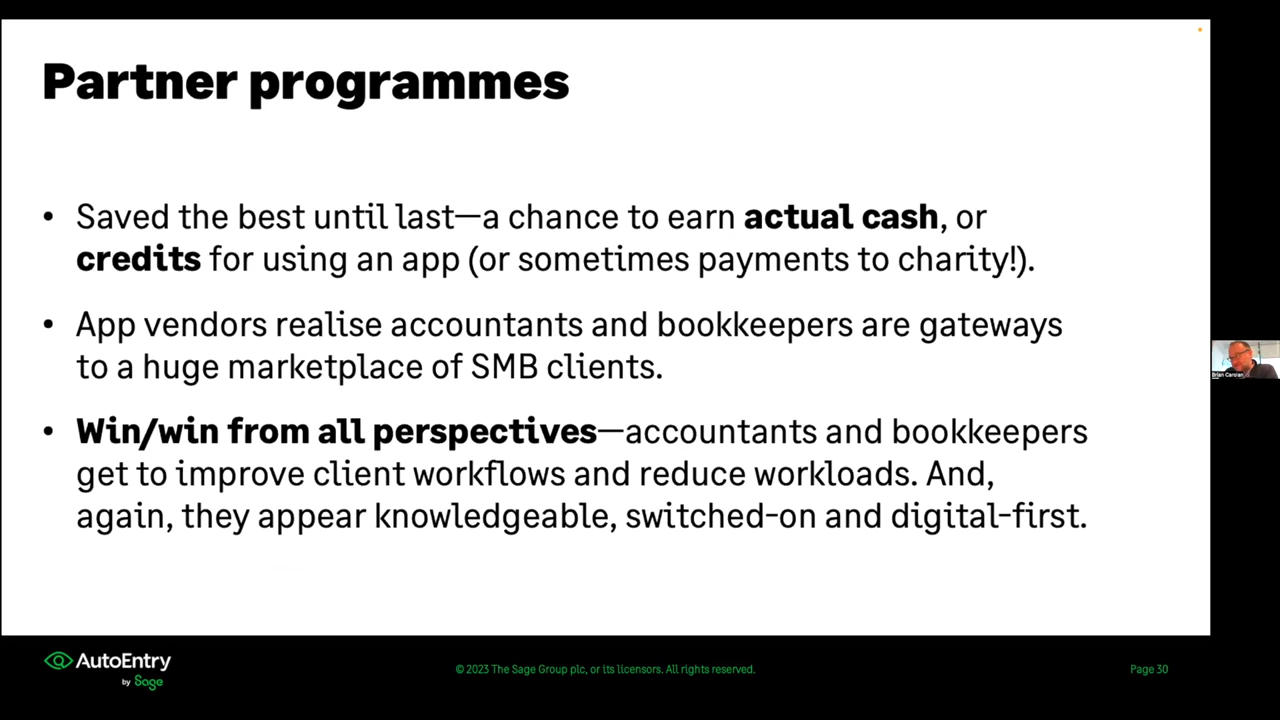 Partner programmes
• Saved the best until last—a chance to earn actual cash, or
credits for using an app (or sometimes payments to charity!).
• App vendors realise accountants and bookkeepers are gateways
to a huge marketplace of SMB clients.
• Win/win from all perspectives—accountants and bookkeepers
get to improve client workflows and reduce workloads. And,
again, they appear knowledgeable, switched-on and digital-first.
Brian Carolan
AutoEntry
by Sage
© 2023 The Sage Group plc, or its licensors. All rights reserved.
Page 30